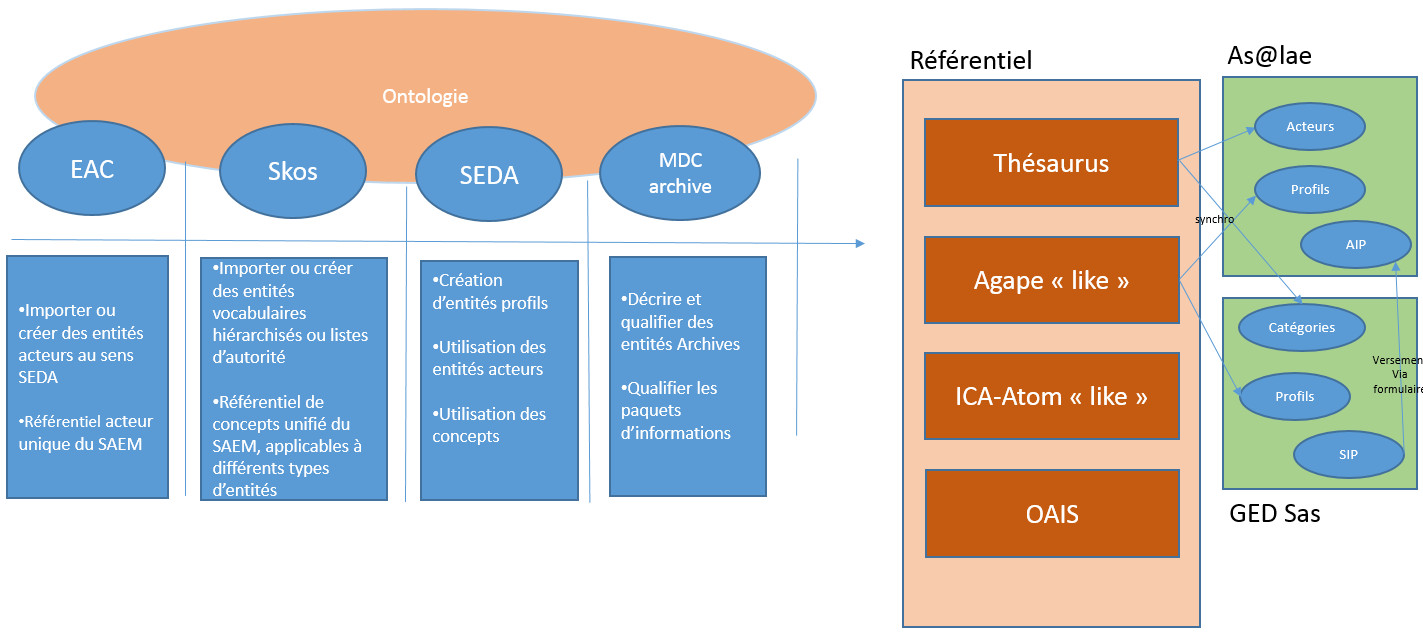 Ontologie
EAC
Skos
SEDA
MDC
archive
•Importer ou
créer des entités
acteurs au sens
SEDA
•Référentiel acteur
unique du SAEM
•Importer ou créer
des entités
vocabulaires
hiérarchisés ou listes
d’autorité
•Référentiel de
concepts unifié du
SAEM, applicables à
différents types
d’entités
•Création
d’entités profils
•Utilisation des
entités acteurs
•Utilisation des
concepts
•Décrire et
qualifier des
entités Archives
•Qualifier les
paquets
d’informations
Référentiel
Thésaurus
Agape « like »
ICA-Atom « like »
OAIS
synchro
As@lae
Acteurs
Profils
AIP
Catégories
Profils
SIP
Versemen
Via
formulaire
GED Sas